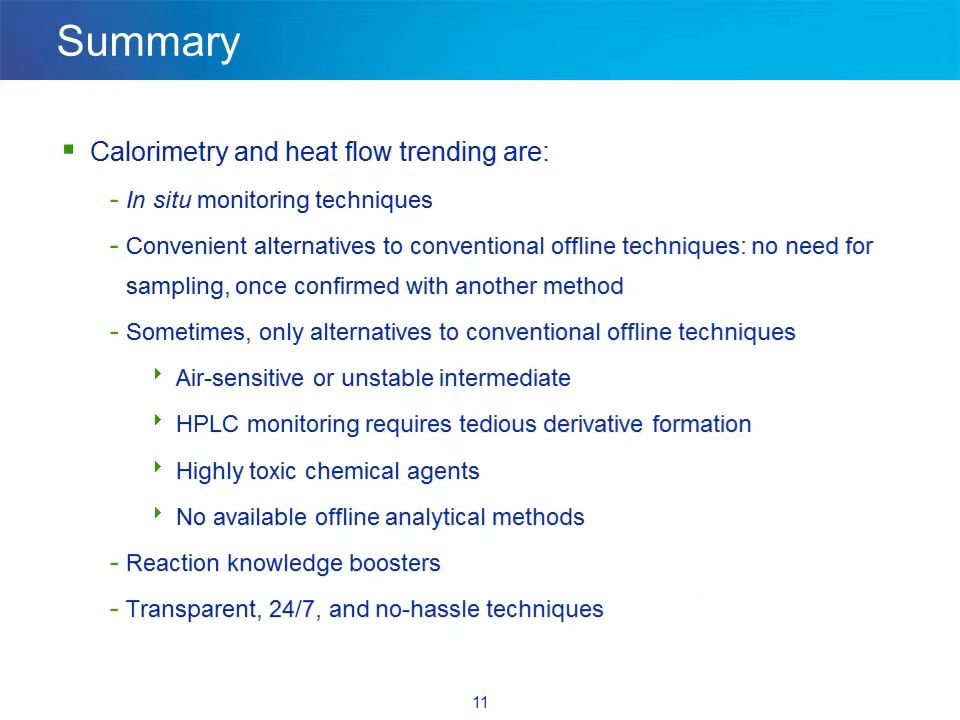 Summary
Calorimetry and heat flow trending are:
- In situ monitoring techniques
- Convenient alternatives to conventional offline techniques: no need for
sampling, once confirmed with another method
- Sometimes, only alternatives to conventional offline techniques
Air-sensitive or unstable intermediate
HPLC monitoring requires tedious derivative formation
Highly toxic chemical agents
No available offline analytical methods
- Reaction knowledge boosters
- Transparent, 24/7, and no-hassle techniques
11